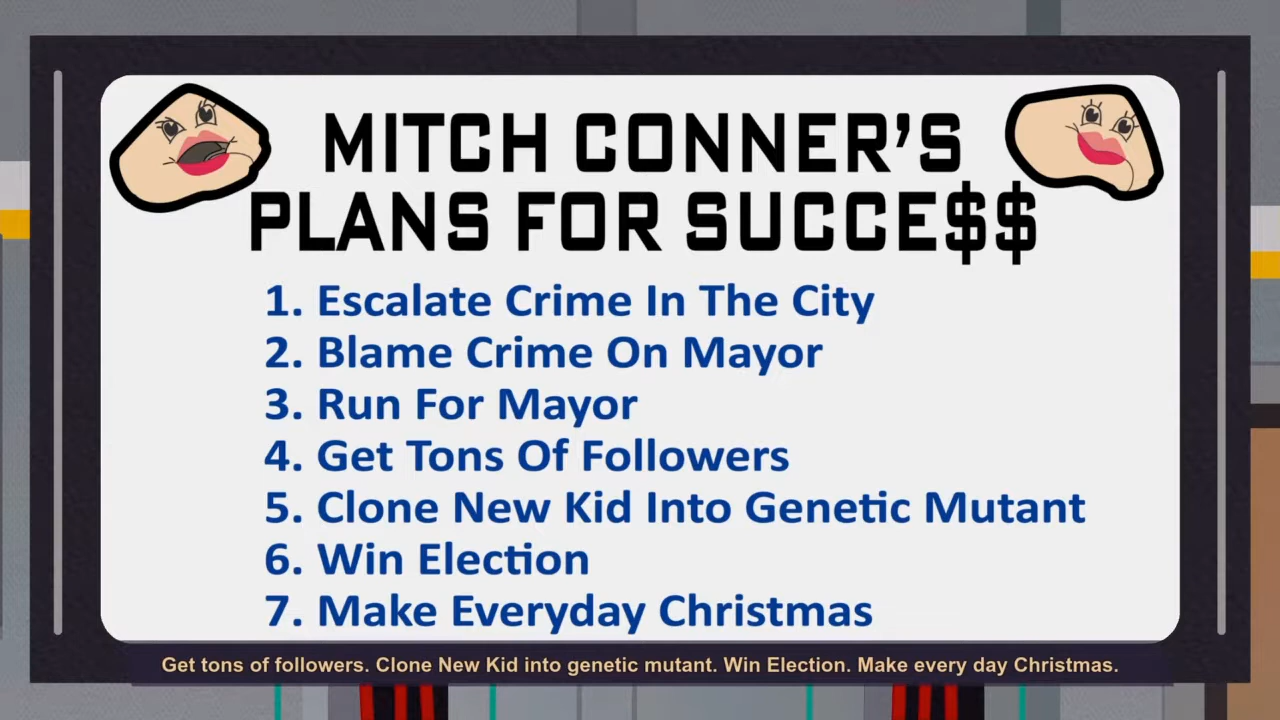 MITCH CONNER’S
PLANS FOR SUCCE$$
1. Escalate Crime In The City
2. Blame Crime On Mayor
3. Run For Mayor
4. Get Tons Of Followers
5. Clone New Kid Into Genetic Mutant
6. Win Election
7. Make Everyday Christmas
Get tons of followers. Clone New Kid into genetic mutant. Win Election. Make every day Christmas.